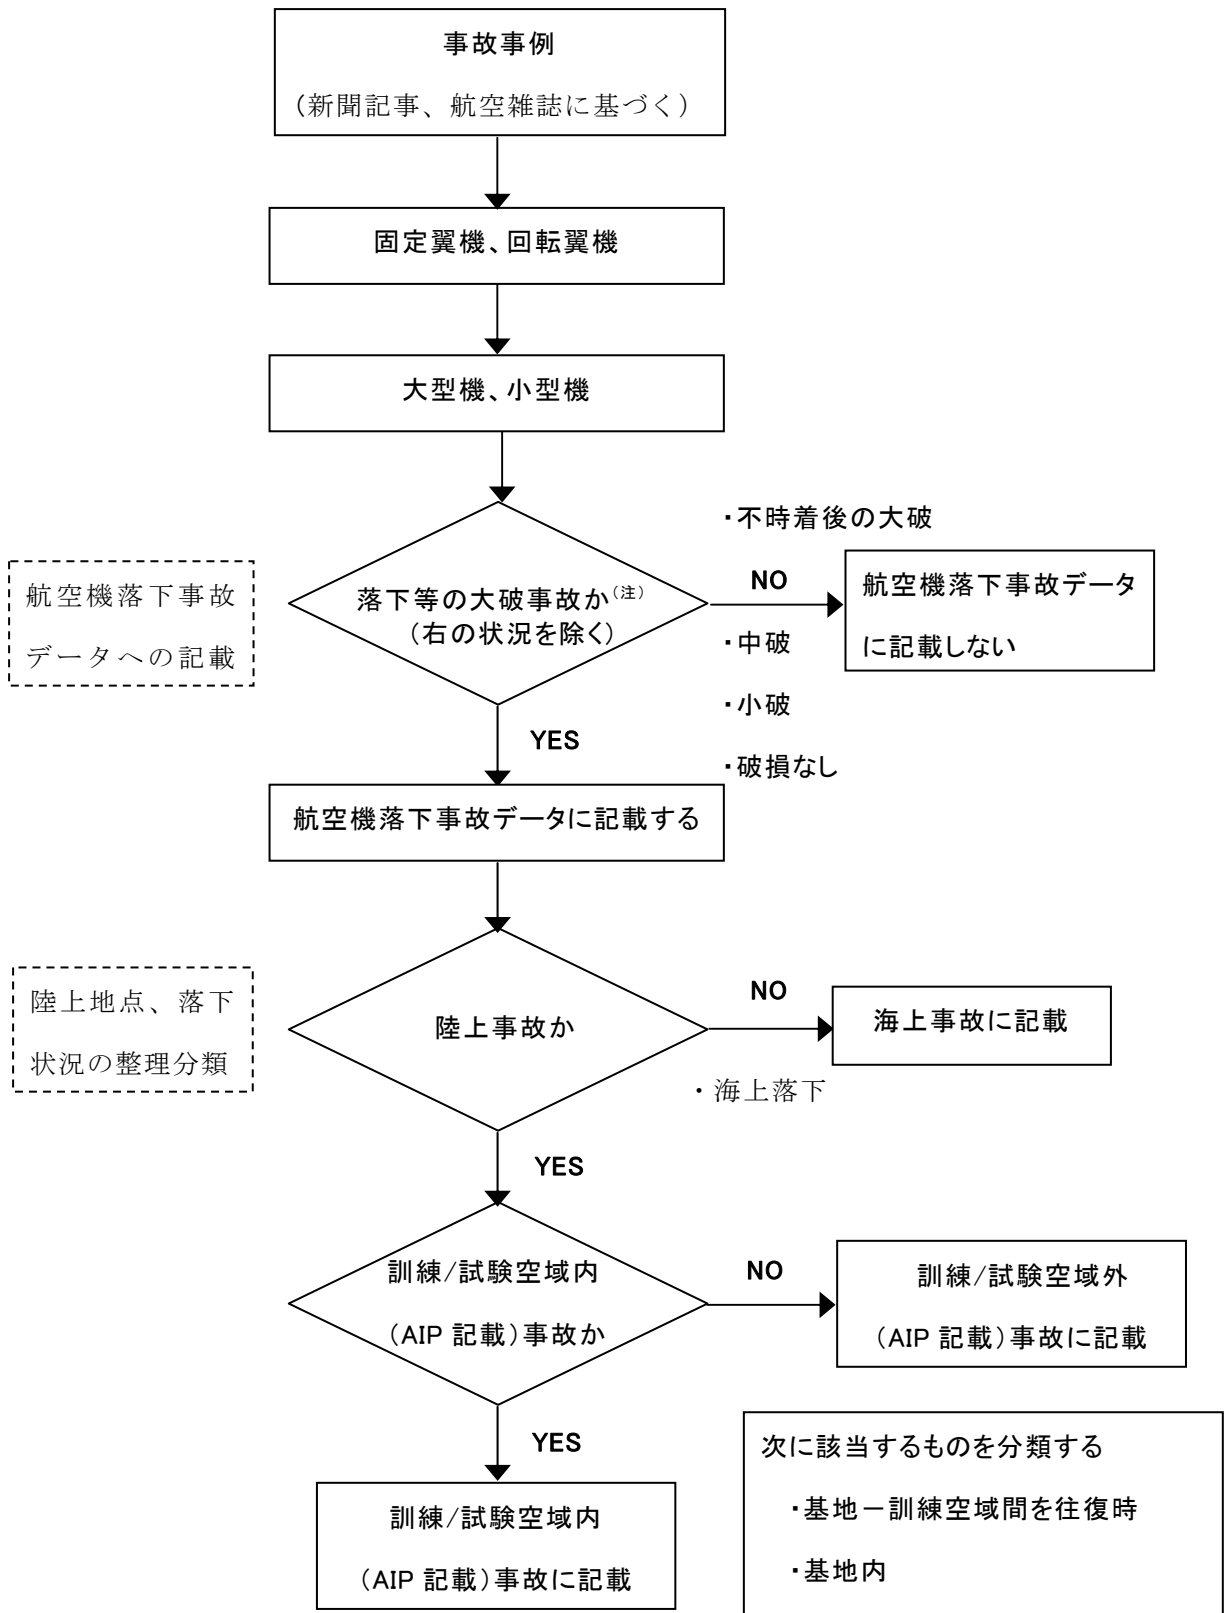 事故事例
（新聞記事、航空雑誌に基づく）
固定翼機、回転翼機
大型機、小型機
・不時着後の大破
航空機落下事故
データへの記載
落下等の大破事故か（注）
（右の状況を除く）
NO
航空機落下事故データ
に記載しない
・中破
・小破
・破損なし
YES
航空機落下事故データに記載する
陸上地点、落下
状況の整理分類
陸上事故か
NO
海上事故に記載
・海上落下
YES
訓練/試験空域内
（AIP 記載）事故か
NO
訓練/試験空域外
（AIP 記載）事故に記載
YES
訓練/試験空域内
（AIP 記載）事故に記載
次に該当するものを分類する
・基地－訓練空域間を往復時
・基地内